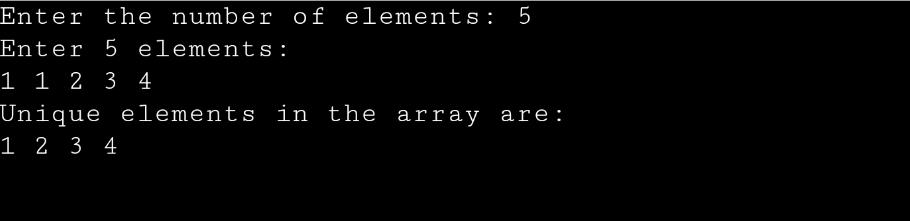 Enter the number of elements: 5
Enter 5 elements:
1 1 2 3 4
Unique elements in the array are:
1 2 3 4